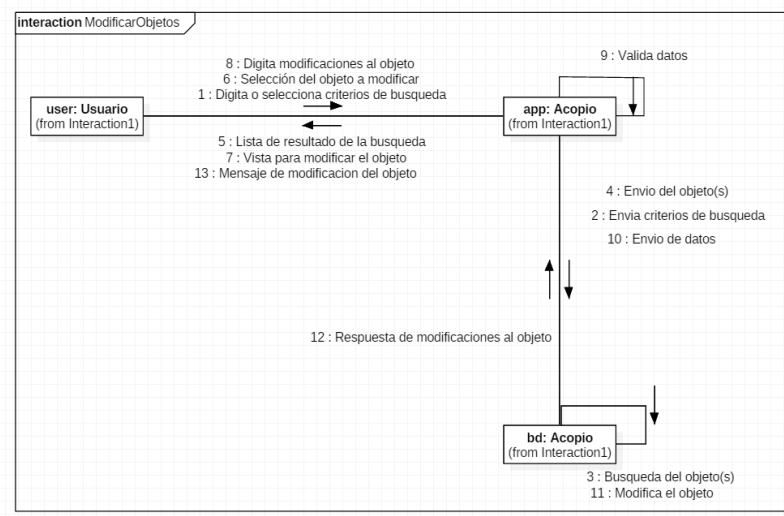 interaction ModificarObjetos
8 : Digita modificaciones al objeto
6 : Selección del objeto a modificar
1 : Digita o selecciona criterios de busqueda
9 : Valida datos
user: Usuario
(from Interaction1)
app: Acopio
(from Interaction1)
5 : Lista de resultado de la busqueda
7 : Vista para modificar el objeto
13 : Mensaje de modificacion del objeto
4 : Envio del objeto(s)
2 : Envia criterios de busqueda
10 : Envio de datos
12 : Respuesta de modificaciones al objeto
bd: Acopio
(from Interaction1)
3 : Busqueda del objeto(s)
11 : Modifica el objeto